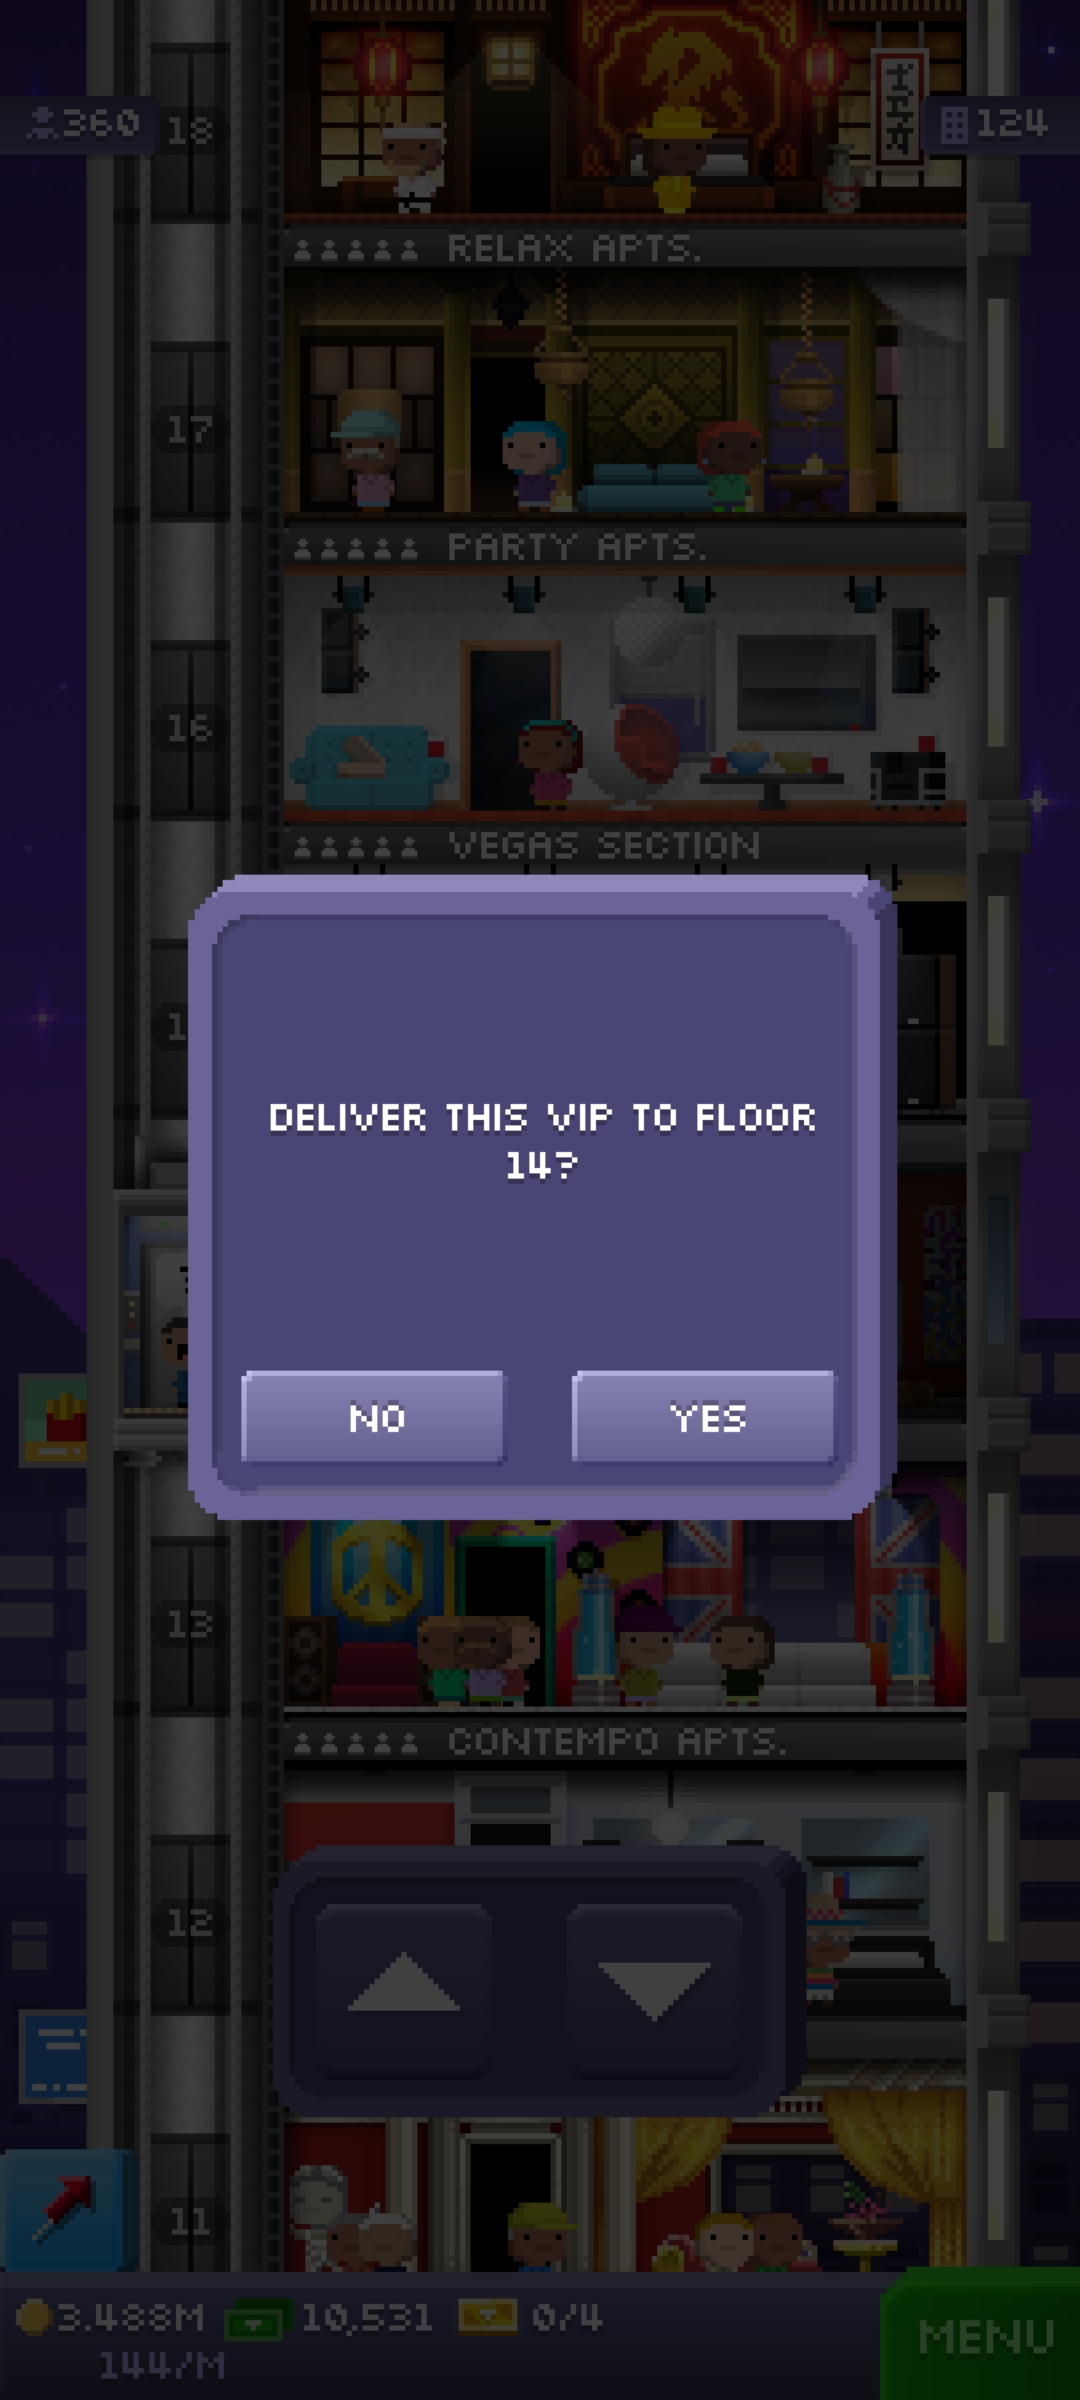 360
18
124
RELAX APTS.
17
PARTY APTS.
16
VEGAS SECTION
DELIVER THIS VIP TO FLOOR
14?
NO
YES
13
CONTEMPO APTS.
12
11
3.488M
10,531
0/4
144/M
MENU